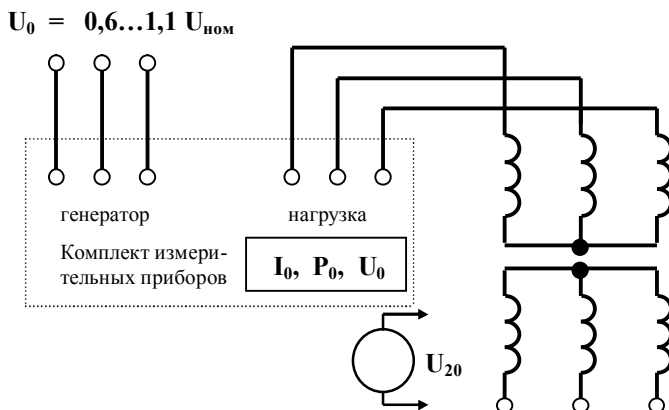 U₀ = 0,6...1,1 Uном
генератор
нагрузка
Комплект измери-
тельных приборов
I₀, P₀, U₀
U₂₀